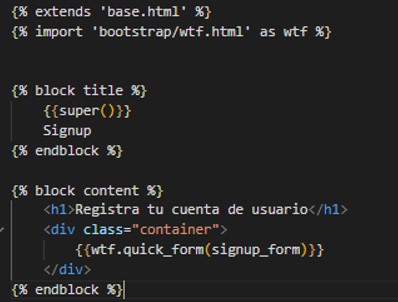 {% extends 'base.html' %}
{% import 'bootstrap/wtf.html' as wtf %}
{% block title %}
{{super()}}
Signup
{% endblock %}
{% block content %}
<h1>Registra tu cuenta de usuario</h1>
<div class="container">
{{wtf.quick_form(signup_form)}}
</div>
{% endblock %}